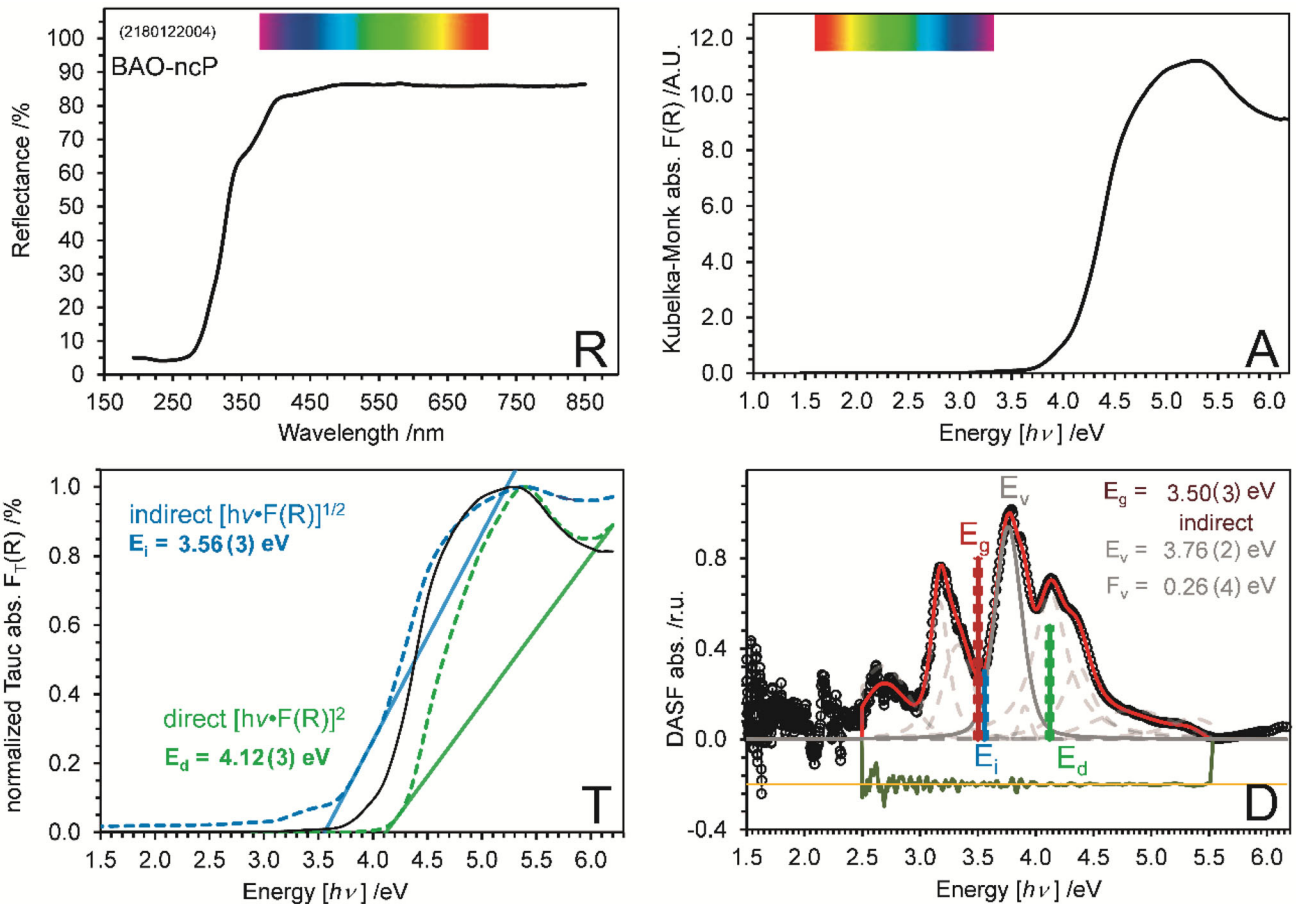 (2180122004)
BAO-ncP
Reflectance /%
100
90
80
70
60
50
40
30
20
10
0
150 250 350 450 550 650 750 850
Wavelength /nm
R
Kubelka-Monk abs. F(R) /A.U.
12.0
10.0
8.0
6.0
4.0
2.0
0.0
1.0 1.5 2.0 2.5 3.0 3.5 4.0 4.5 5.0 5.5 6.0
Energy [hν] /eV
A
normalized Tauc abs. F_T(R) /%
1.0
0.8
0.6
0.4
0.2
0.0
indirect [hν•F(R)]^1/2
E_i = 3.56(3) eV
direct [hν•F(R)]^2
E_d = 4.12(3) eV
1.5 2.0 2.5 3.0 3.5 4.0 4.5 5.0 5.5 6.0
Energy [hν] /eV
T
DASF abs. /r.u.
0.8
0.4
0.0
-0.4
E_v
E_g
E_i
E_d
E_g = 3.50(3) eV
indirect
E_v = 3.76(2) eV
F_v = 0.26(4) eV
1.5 2.0 2.5 3.0 3.5 4.0 4.5 5.0 5.5 6.0
Energy [hν] /eV
D